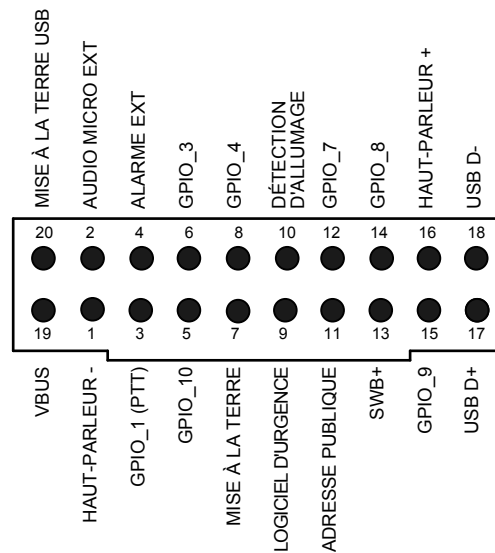 MISE À LA TERRE USB
AUDIO MICRO EXT
ALARME EXT
GPIO_3
GPIO_4
DÉTECTION
D'ALLUMAGE
GPIO_7
GPIO_8
HAUT-PARLEUR +
USB D-
20 2 4 6 8 10 12 14 16 18
19 1 3 5 7 9 11 13 15 17
VBUS
HAUT-PARLEUR -
GPIO_1 (PTT)
GPIO_10
MISE À LA TERRE
LOGICIEL D'URGENCE
ADRESSE PUBLIQUE
SWB+
GPIO_9
USB D+